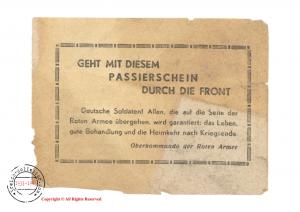 GEHT MIT DIESEM
PASSIERSCHEIN
DURCH DIE FRONT
Deutsche Soldaten! Allen, die auf die Seite der
Roten Armee übergehen, wird garantiert: das Leben,
gute Behandlung und die Heimkehr nach Kriegsende.
Oberkommando der Roten Armee
Copyright © All Rights Reserved